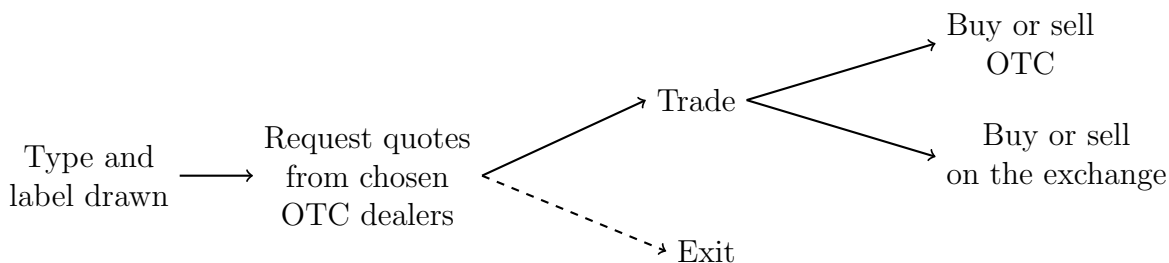 Type and
label drawn
Request quotes
from chosen
OTC dealers
Trade
Exit
Buy or sell
OTC
Buy or sell
on the exchange